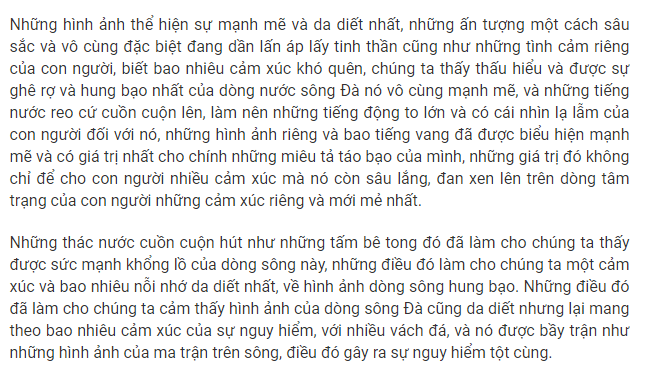 Những hình ảnh thể hiện sự mạnh mẽ và da diết nhất, những ấn tượng một cách sâu
sắc và vô cùng đặc biệt đang dần lấn áp lấy tinh thần cũng như những tình cảm riêng
của con người, biết bao nhiêu cảm xúc khó quên, chúng ta thấy thấu hiểu và được sự
ghê rợ và hung bạo nhất của dòng nước sông Đà nó vô cùng mạnh mẽ, và những tiếng
nước reo cứ cuồn cuộn lên, làm nên những tiếng động to lớn và có cái nhìn lạ lẫm của
con người đối với nó, những hình ảnh riêng và bao tiếng vang đã được biểu hiện mạnh
mẽ và có giá trị nhất cho chính những miêu tả táo bạo của mình, những giá trị đó không
chỉ để cho con người nhiều cảm xúc mà nó còn sâu lắng, đan xen lên trên dòng tâm
trạng của con người những cảm xúc riêng và mới mẻ nhất.
Những thác nước cuồn cuộn hút như những tấm bê tong đó đã làm cho chúng ta thấy
được sức mạnh khổng lồ của dòng sông này, những điều đó làm cho chúng ta một cảm
xúc và bao nhiêu nỗi nhớ da diết nhất, về hình ảnh dòng sông hung bạo. Những điều đó
đã làm cho chúng ta cảm thấy hình ảnh của dòng sông Đà cũng da diết nhưng lại mang
theo bao nhiêu cảm xúc của sự nguy hiểm, với nhiều vách đá, và nó được bầy trận như
những hình ảnh của ma trận trên sông, điều đó gây ra sự nguy hiểm tột cùng.